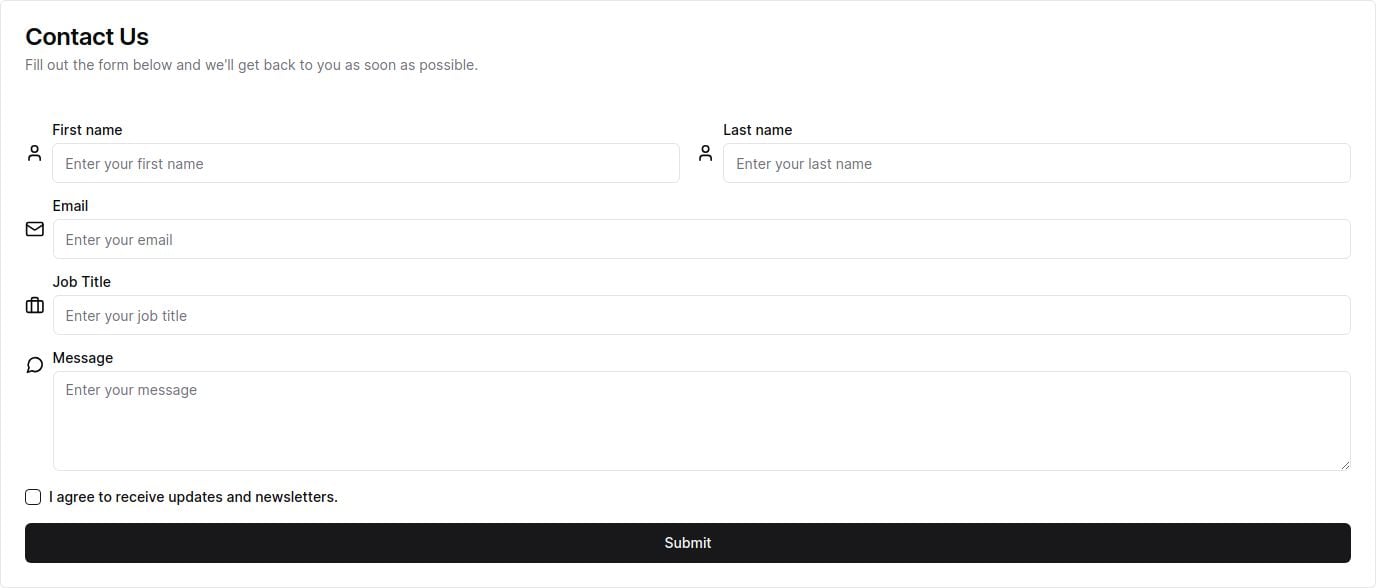 Contact Us
Fill out the form below and we'll get back to you as soon as possible.
First name
Last name
Enter your first name
Enter your last name
Email
Enter your email
Job Title
Enter your job title
Message
Enter your message
I agree to receive updates and newsletters.
Submit